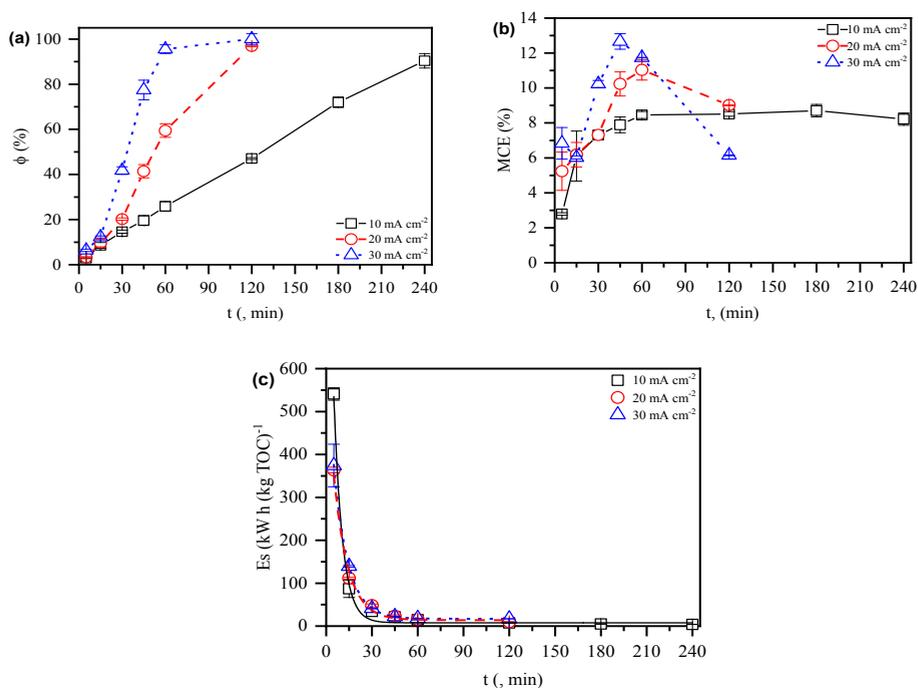 (a)
100
80
60
40
20
0
ϕ (%)
10 mA cm⁻²
20 mA cm⁻²
30 mA cm⁻²
0 30 60 90 120 150 180 210 240
t (, min)
(b)
14
12
10
8
6
4
2
0
MCE (%)
10 mA cm⁻²
20 mA cm⁻²
30 mA cm⁻²
0 30 60 90 120 150 180 210 240
t, (min)
(c)
600
500
400
300
200
100
0
Es (kW h (kg TOC)⁻¹
10 mA cm⁻²
20 mA cm⁻²
30 mA cm⁻²
0 30 60 90 120 150 180 210 240
t (, min)